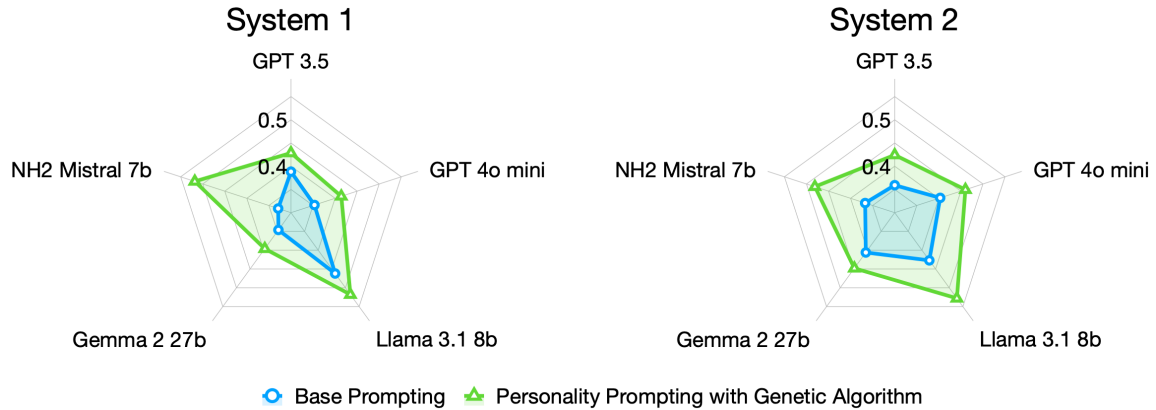 System 1
GPT 3.5
0.5
0.4
NH2 Mistral 7b
GPT 4o mini
Gemma 2 27b
Llama 3.1 8b
System 2
GPT 3.5
0.5
0.4
NH2 Mistral 7b
GPT 4o mini
Gemma 2 27b
Llama 3.1 8b
Base Prompting
Personality Prompting with Genetic Algorithm